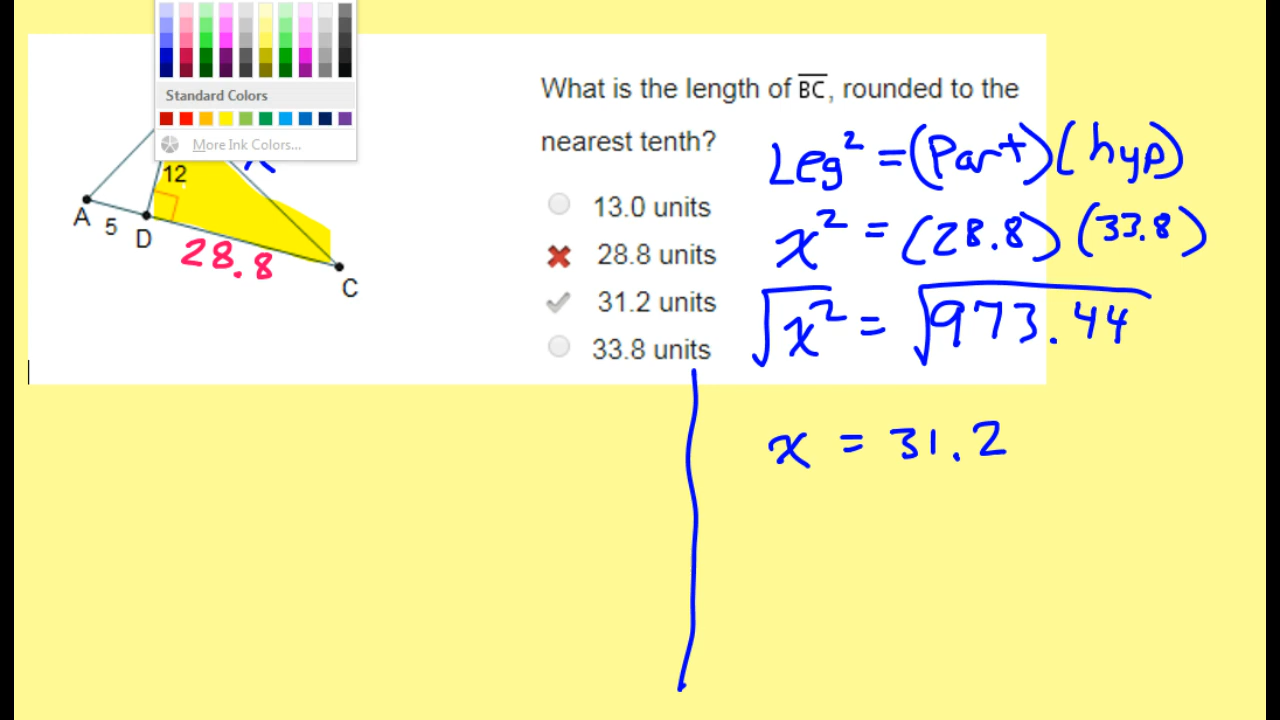 Standard Colors
More Ink Colors...
12
A
5
D
28.8
C
What is the length of BC, rounded to the
nearest tenth?
13.0 units
28.8 units
31.2 units
33.8 units
Leg² = (Part)(hyp)
x² = (28.8)(33.8)
√x² = √973.44
x = 31.2